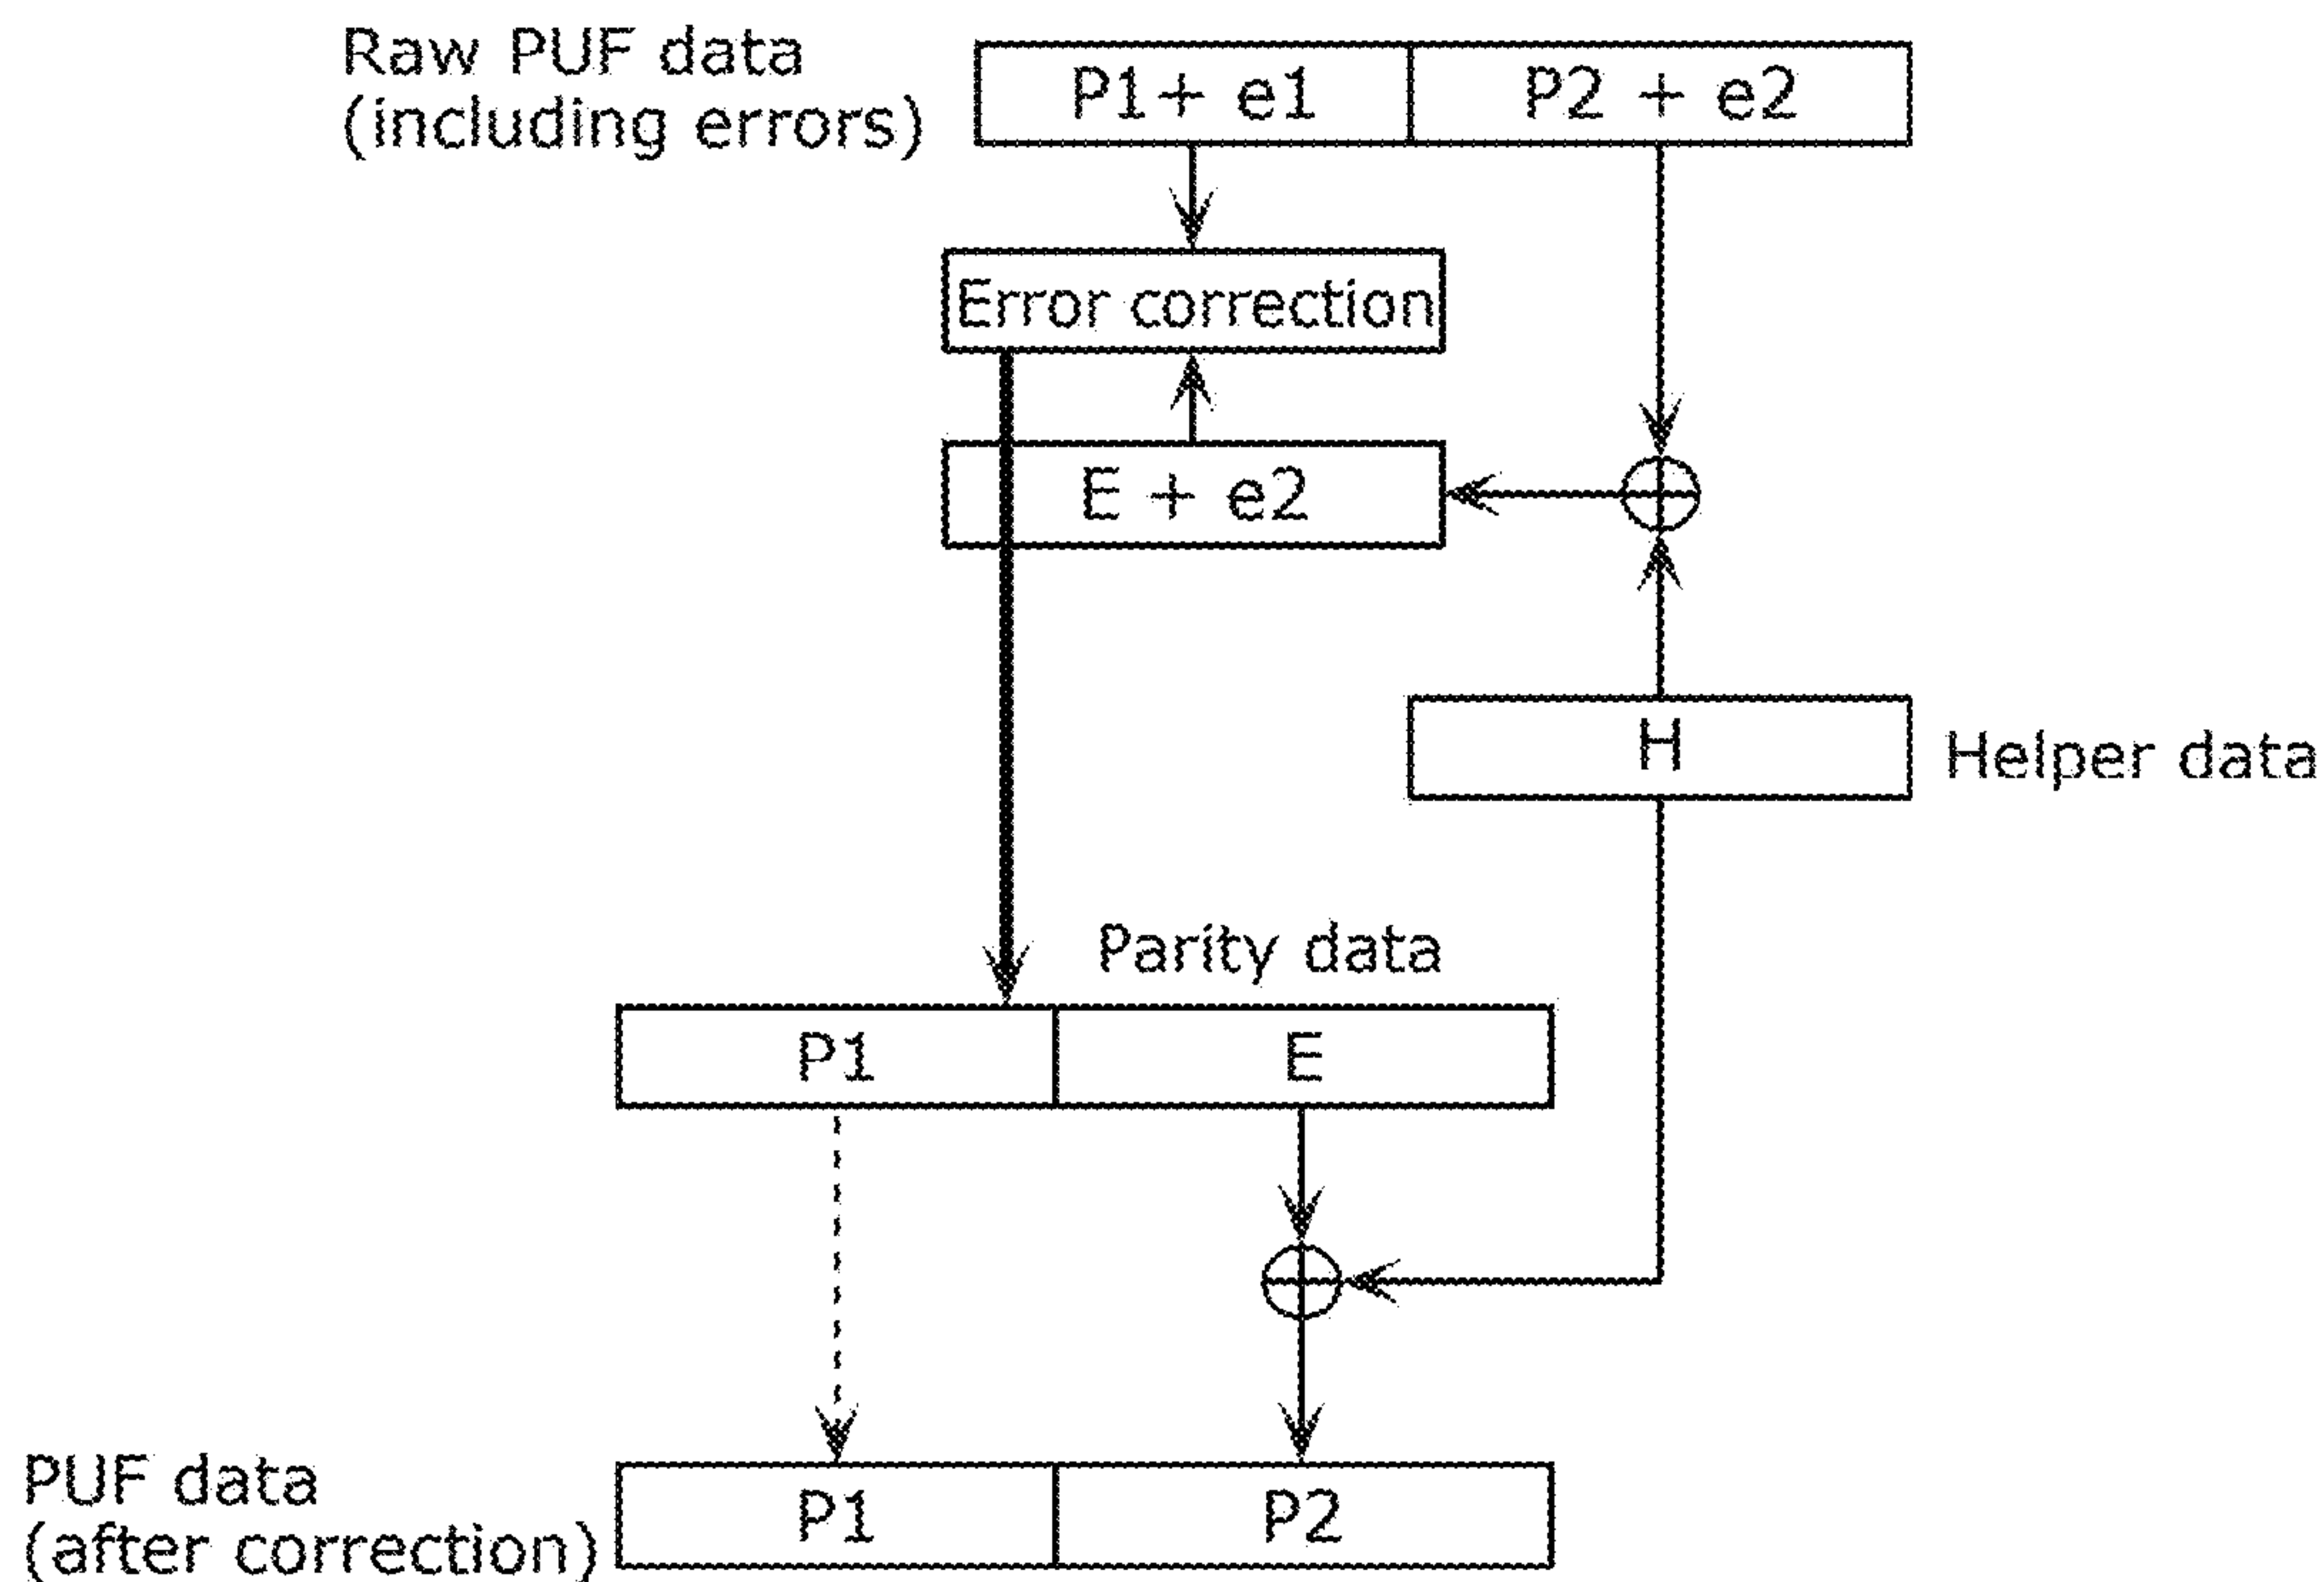 Raw PUF data
(including errors)
P1+ e1
P2 + e2
Error correction
E + e2
H
Helper data
Parity data
P1
E
PUF data
(after correction)
P1
P2